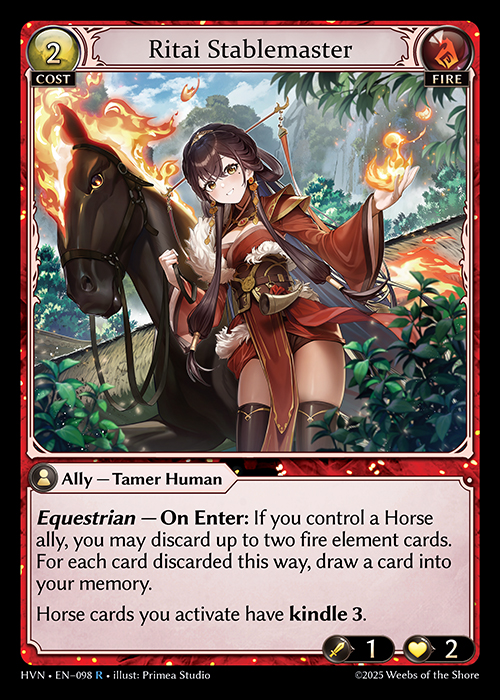 2
Ritai Stablemaster
COST
FIRE
Ally — Tamer Human
Equestrian — On Enter: If you control a Horse
ally, you may discard up to two fire element cards.
For each card discarded this way, draw a card into
your memory.
Horse cards you activate have kindle 3.
1
2
HVN • EN-098 R • illust: Primea Studio
©2025 Weebs of the Shore